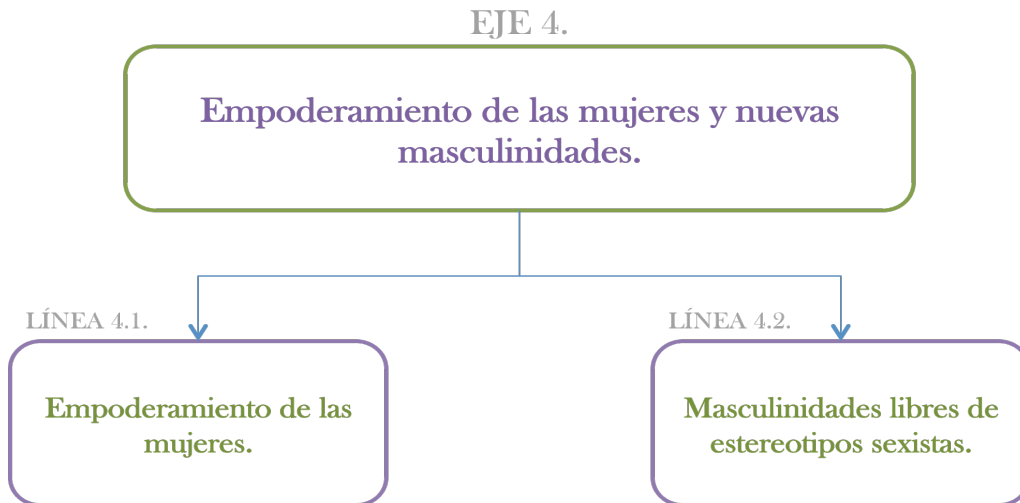 EJE 4.
Empoderamiento de las mujeres y nuevas
masculinidades.
LÍNEA 4.1.
Empoderamiento de las
mujeres.
LÍNEA 4.2.
Masculinidades libres de
estereotipos sexistas.